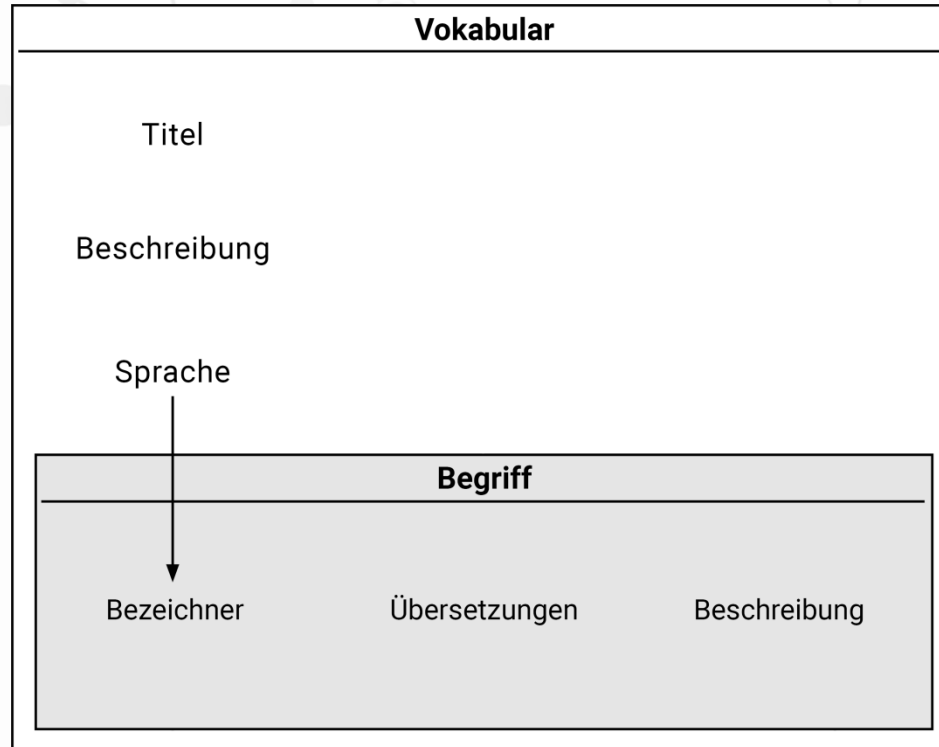 Vokabular
Titel
Beschreibung
Sprache
Begriff
Bezeichner Übersetzungen Beschreibung